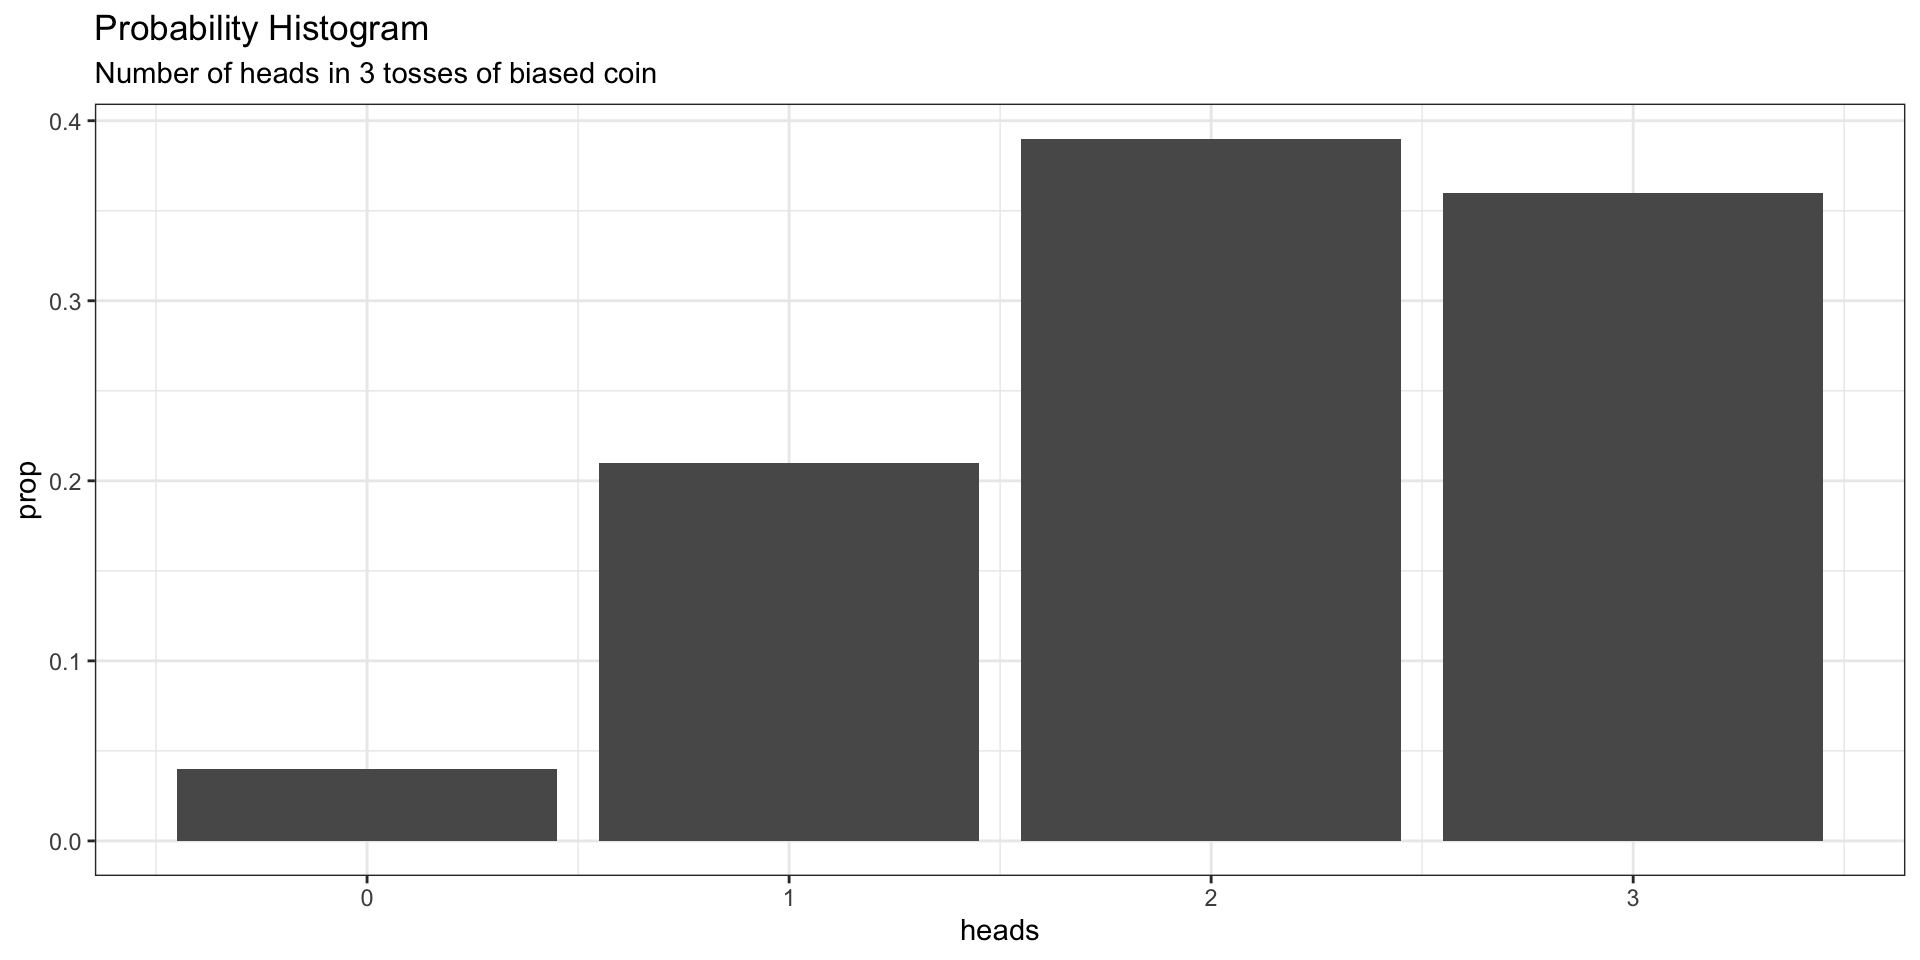 Probability Histogram
Number of heads in 3 tosses of biased coin
0.4
0.3
0.2
0.1
0.0
prop
0 1 2 3
heads